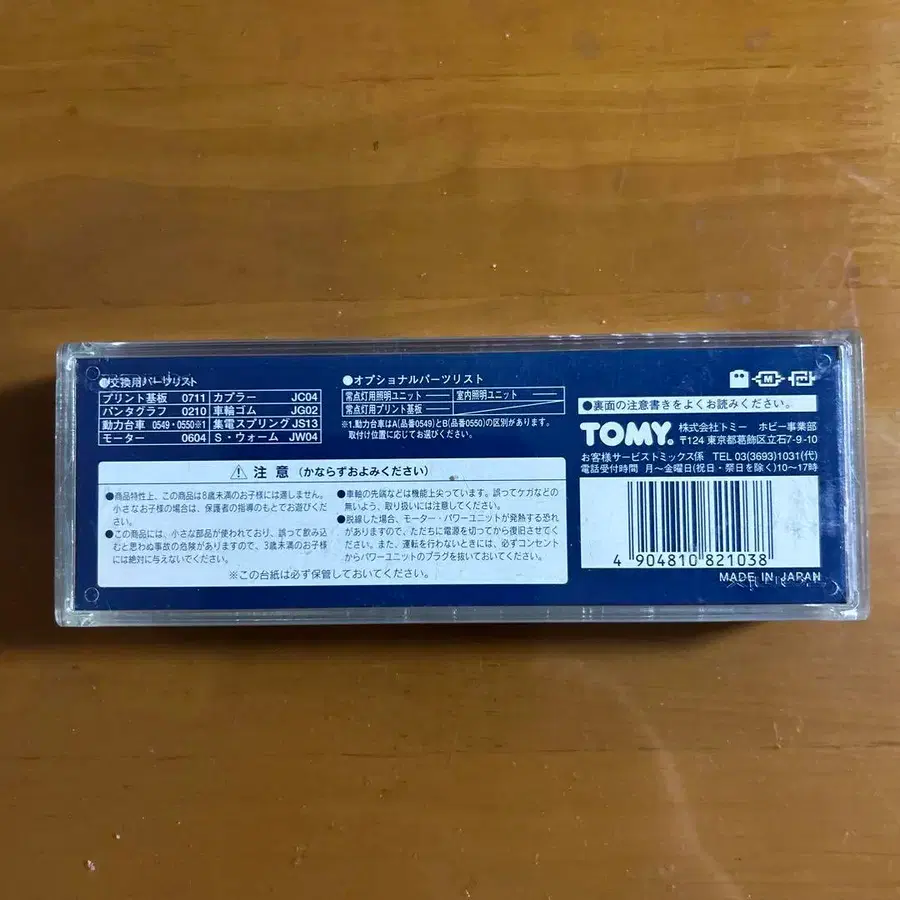 ●交換用パーツリスト
プリント基板 0711 カプラー JC04
パンタグラフ 0210 車輪ゴム JG02
動力台車 0549・0550※1 集電スプリング JS13
モーター 0604 S・ウォーム JW04
●オプショナルパーツリスト
常点灯用照明ユニット ── 室内照明ユニット ──
常点灯用プリント基板 ──
※1.動力台車はA(品番0549)とB(品番0550)の区別があります。
取付け位置に応じてお選びください。
⚠ 注意 (かならずおよみください)
●商品特性上、この商品は8歳未満のお子様には適しません。
小さなお子様の場合は、保護者の指導のもとでお遊びくだ
さい。
●この商品には、小さな部品が使われており、誤って飲み込
むと思わぬ事故の危険がありますので、3歳未満のお子様
には絶対に与えないでください。
●車輪の先端などは機能上尖っています。誤ってケガなどの
無いよう、取り扱いには注意してください。
●脱線した場合、モーター・パワーユニットが発熱する恐れ
がありますので、ただちに電源を切ってから復旧させてく
ださい。また、運転を行わないときには、必ずコンセント
からパワーユニットのプラグを抜いておいてください。
※この台紙は必ず保管しておいてください。
M
●裏面の注意書きをよくお読みください。
TOMY. 株式会社トミー ホビー事業部
〒124 東京都葛飾区立石7-9-10
お客様サービストミックス係 TEL 03(3693)1031(代)
電話受付時間 月〜金曜日(祝日・祭日を除く)10〜17時
4 904810 821038
MADE IN JAPAN